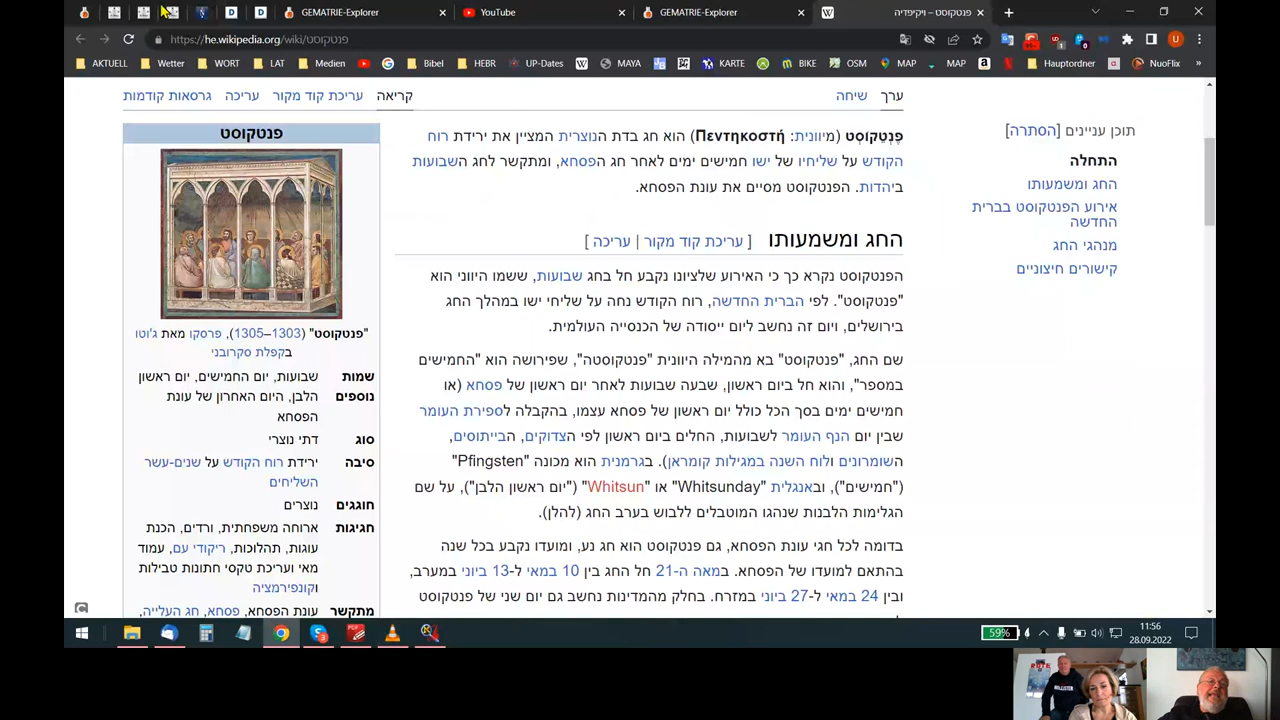 GEMATRIE-Explorer
YouTube
GEMATRIE-Explorer
פנטקוסט – ויקיפדיה
https://he.wikipedia.org/wiki/פנטקוסט
AKTUELL
Wetter
WORT
LAT
Medien
Bibel
HEBR
UP-Dates
MAYA
KARTE
BIKE
OSM
MAP
MAP
Hauptordner
NuoFlix
ערך
שיחה
קריאה
עריכת קוד מקור
עריכה
גרסאות קודמות
תוכן עניינים [הסתרה]
התחלה
החג ומשמעותו
אירוע הפנטקוסט בברית
החדשה
מנהגי החג
קישורים חיצוניים
פֶּנְטֵקוֹסְט (מיוונית: Πεντηκοστή) הוא חג בדת הנוצרית המציין את ירידת רוח
הקודש על שליחיו של ישו חמישים ימים לאחר חג הפסחא, ומתקשר לחג השבועות
ביהדות. הפנטקוסט מסיים את עונת הפסחא.
החג ומשמעותו [ עריכת קוד מקור | עריכה ]
הפנטקוסט נקרא כך כי האירוע שלציונו נקבע חל בחג שבועות, ששמו היווני הוא
"פנטקוסט". לפי הברית החדשה, רוח הקודש נחה על שליחי ישו במהלך החג
בירושלים, ויום זה נחשב ליום ייסודה של הכנסייה העולמית.
שם החג, "פנטקוסט" בא מהמילה היוונית "פנטקוסטה", שפירושה הוא "החמישים
במספר", והוא חל ביום ראשון, שבעה שבועות לאחר יום ראשון של פסחא (או
חמישים ימים בסך הכל כולל יום ראשון של פסחא עצמו, בהקבלה לספירת העומר
שבין יום הנף העומר לשבועות, החלים ביום ראשון לפי הצדוקים, הבייתוסים,
השומרונים ולוח השנה במגילות קומראן). בגרמנית הוא מכונה "Pfingsten"
("חמישים"), ובאנגלית "Whitsunday" או "Whitsun" ("יום ראשון הלבן"), על שם
הגלימות הלבנות שנהגו המוטבלים ללבוש בערב החג (להלן).
בדומה לכל חגי עונת הפסחא, גם פנטקוסט הוא חג נע, ומועדו נקבע בכל שנה
בהתאם למועדו של הפסחא. במאה ה-21 חל החג בין 10 במאי ל-13 ביוני במערב,
ובין 24 במאי ל-27 ביוני במזרח. בחלק מהמדינות נחשב גם יום שני של פנטקוסט
פנטקוסט
"פנטקוסט" (1303–1305), פרסקו מאת ג'וטו
בקפלת סקרובני
שמות נוספים
שבועות, יום החמישים, יום ראשון
הלבן, היום האחרון של עונת
הפסחא
סוג דתי נוצרי
סיבה ירידת רוח הקודש על שנים-עשר
השליחים
חוגגים נוצרים
חגיגות ארוחה משפחתית, ורדים, הכנת
עוגות, תהלוכות, ריקודי עם, עמוד
מאי ועריכת טקסי חתונות טבילות
וקונפירמציה
מתקשר עונת הפסחא, פסחא, חג העלייה,
59%
11:56
28.09.2022
HOLLISTER